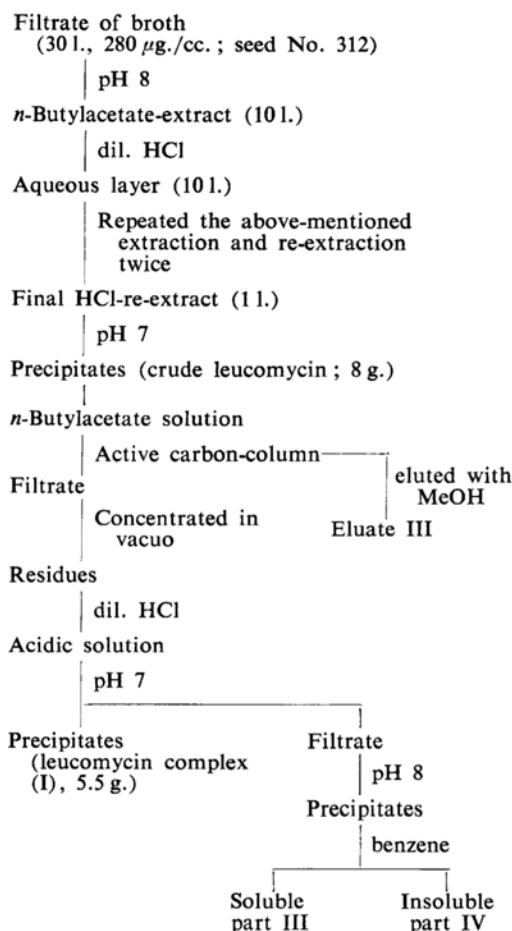 Filtrate of broth
(30 l., 280 μg./cc. ; seed No. 312)
pH 8
n-Butylacetate-extract (10 l.)
dil. HCl
Aqueous layer (10 l.)
Repeated the above-mentioned
extraction and re-extraction
twice
Final HCl-re-extract (1 l.)
pH 7
Precipitates (crude leucomycin ; 8 g.)
n-Butylacetate solution
Active carbon-column
eluted with
MeOH
Filtrate
Concentrated in
vacuo
Eluate III
Residues
dil. HCl
Acidic solution
pH 7
Precipitates
(leucomycin complex
(I), 5.5 g.)
Filtrate
pH 8
Precipitates
benzene
Soluble
part III
Insoluble
part IV